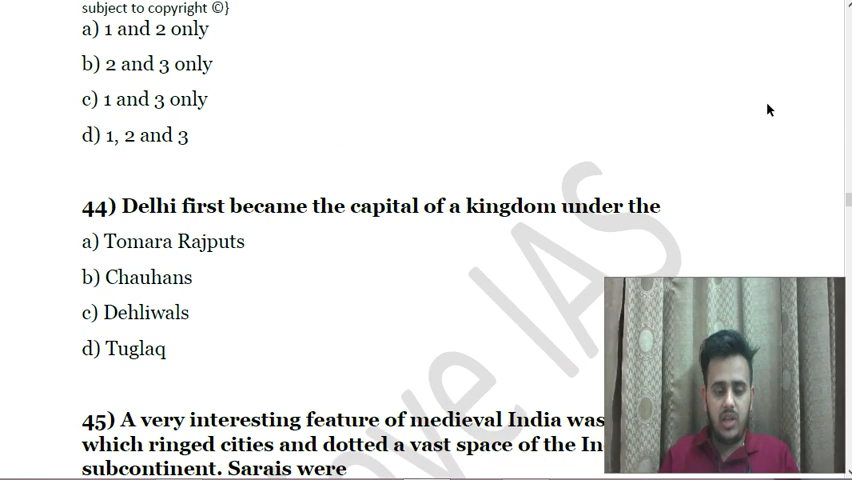 subject to copyright ©}
a) 1 and 2 only
b) 2 and 3 only
c) 1 and 3 only
d) 1, 2 and 3
44) Delhi first became the capital of a kingdom under the
a) Tomara Rajputs
b) Chauhans
c) Dehliwals
d) Tuglaq
45) A very interesting feature of medieval India was
which ringed cities and dotted a vast space of the In
subcontinent. Sarais were
ove IAS